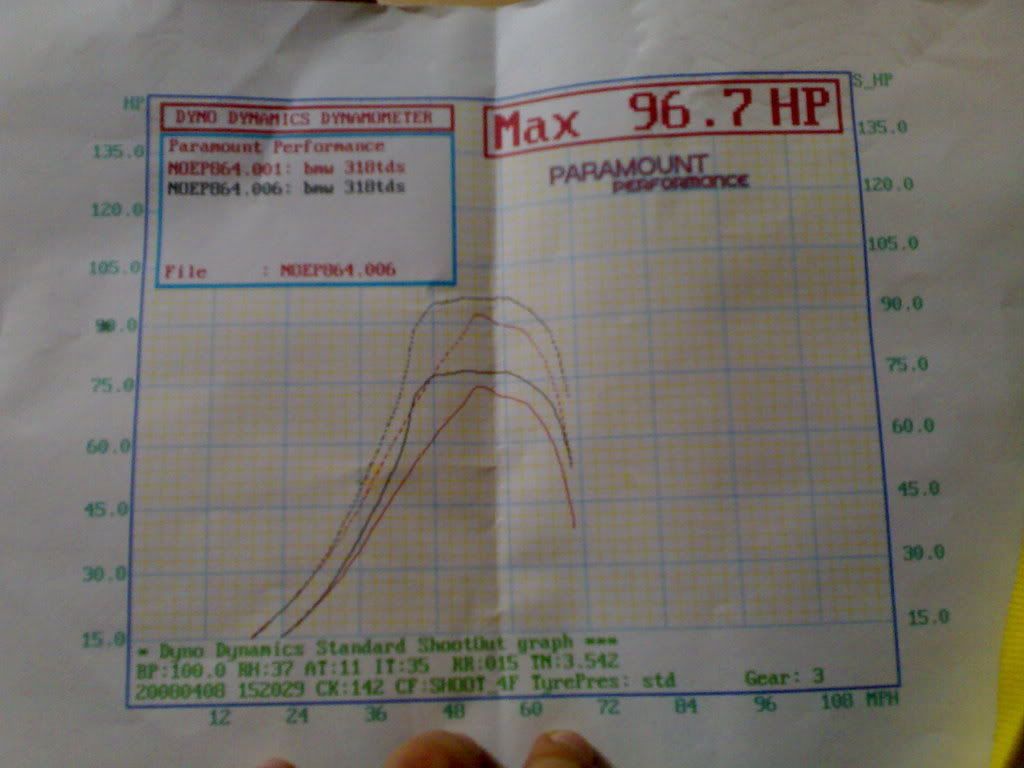 HP
S_HP
DYNO DYNAMICS DYNAMOMETER
Max 96.7 HP
Paramount Performance
NOEP864.001: bmw 318tds
NOEP864.006: bmw 318tds
File : NOEP864.006
PARAMOUNT
PERFORMANCE
135.0
120.0
105.0
90.0
75.0
60.0
45.0
30.0
15.0
135.0
120.0
105.0
90.0
75.0
60.0
45.0
30.0
15.0
* Dyno Dynamics Standard ShootOut graph ***
BP:100.0 RH:37 AT:11 IT:35 RR:015 TN:3.542
20080408 152029 CK:142 CF:SHOOT_4F TyrePres: std Gear: 3
12 24 36 48 60 72 84 96 108 MPH